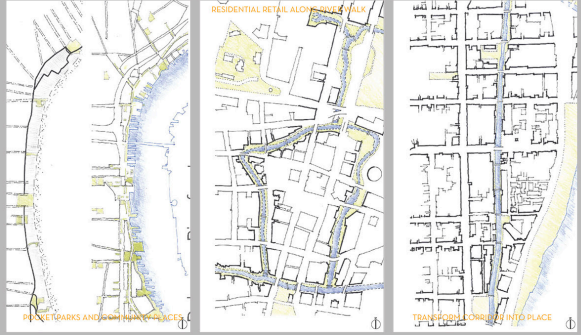 RESIDENTIAL RETAIL ALONG RIVER WALK
POCKET PARKS AND COMMUNITY PLACES
TRANSFORM CORRIDOR INTO PLACE